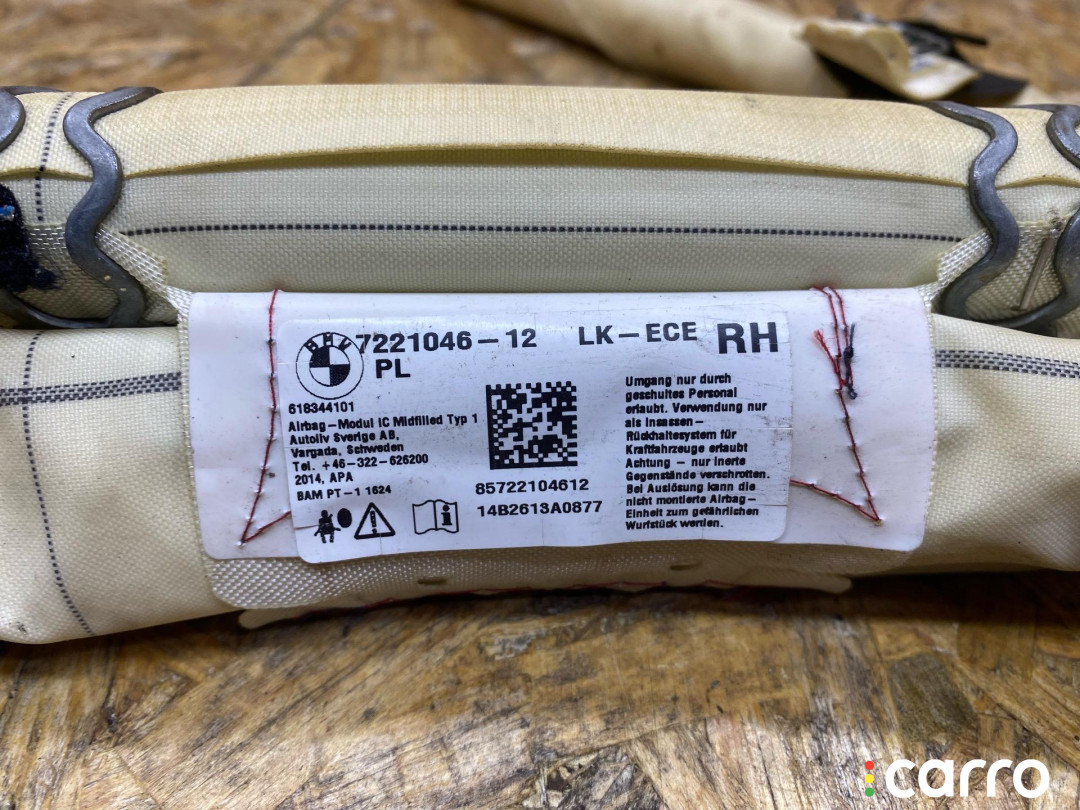 BMW
7221046-12 LK-ECE RH
PL
618344101
Airbag-Modul IC Midfilled Typ 1
Autoliv Sverige AB,
Vargada, Schweden
Tel. +46-322-626200
2014, APA
BAM PT-1 1624
85722104612
14B2613A0877
Umgang nur durch
geschultes Personal
erlaubt. Verwendung nur
als Insassen-
Rückhaltesystem für
Kraftfahrzeuge erlaubt
Achtung - nur inerte
Gegenstände verschrotten.
Bei Auslösung kann die
nicht montierte Airbag-
Einheit zum gefährlichen
Wurfstück werden.
carro